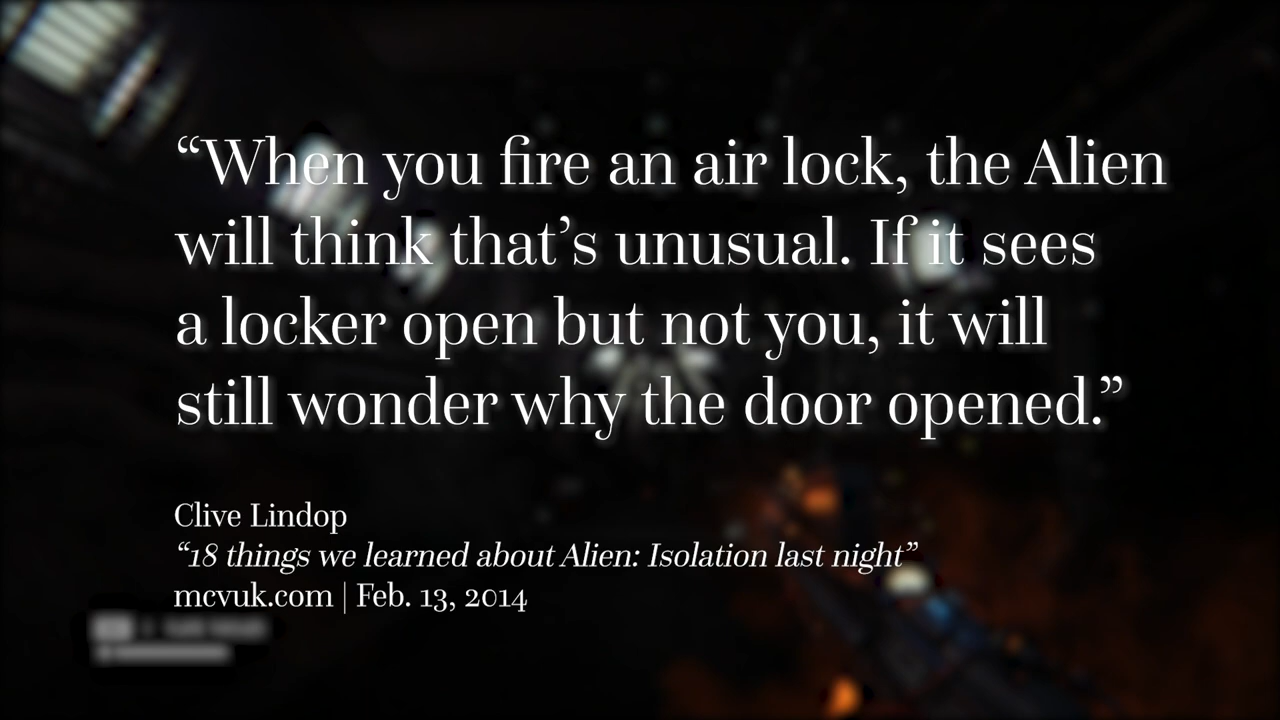 “When you fire an air lock, the Alien
will think that’s unusual. If it sees
a locker open but not you, it will
still wonder why the door opened.”
Clive Lindop
“18 things we learned about Alien: Isolation last night”
mcvuk.com | Feb. 13, 2014